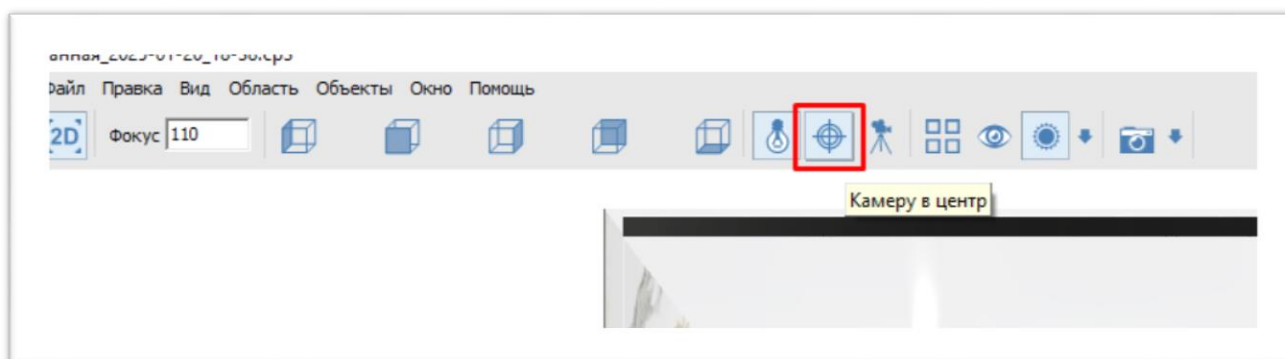 Файл Правка Вид Область Объекты Окно Помощь
2D Фокус 110
Камеру в центр